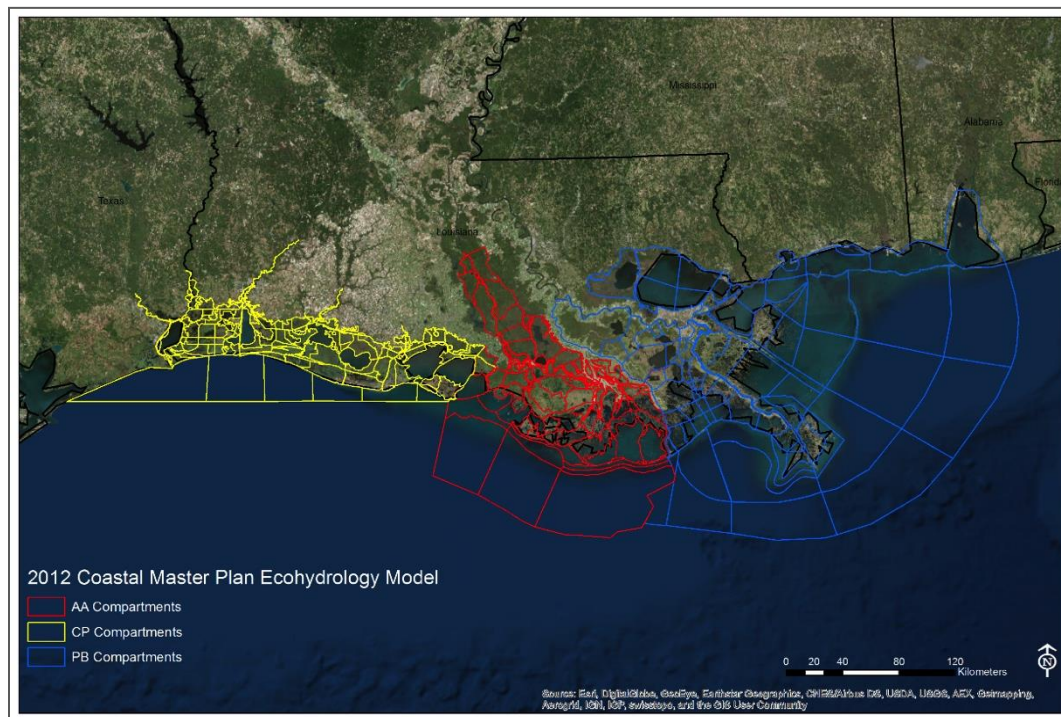 Mississippi
Alabama
Florida
Texas
Louisiana
2012 Coastal Master Plan Ecohydrology Model
AA Compartments
CP Compartments
PB Compartments
N
0 20 40 80 120
Kilometers
Source: Esri, DigitalGlobe, GeoEye, Earthstar Geographics, CNES/Airbus DS, USDA, USGS, AEX, Getmapping,
Aerogrid, IGN, IGP, swisstopo, and the GIS User Community